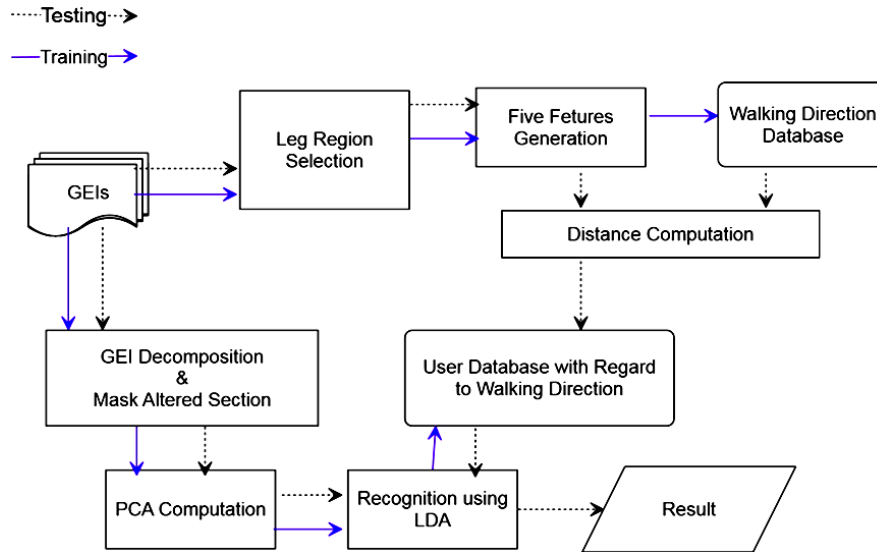 Testing
Training
GEIs
Leg Region
Selection
Five Fetures
Generation
Walking Direction
Database
Distance Computation
GEI Decomposition
&
Mask Altered Section
User Database with Regard
to Walking Direction
PCA Computation
Recognition using
LDA
Result